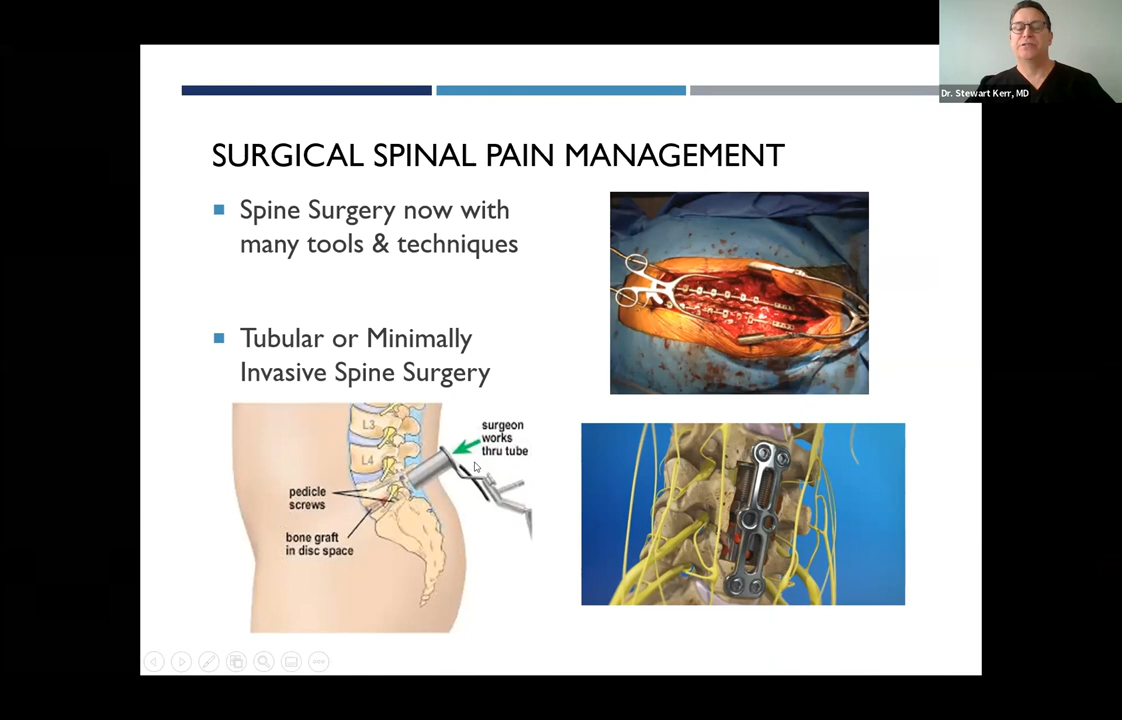 Dr. Stewart Kerr, MD
SURGICAL SPINAL PAIN MANAGEMENT
Spine Surgery now with
many tools & techniques
Tubular or Minimally
Invasive Spine Surgery
L3
L4
surgeon
works
thru tube
pedicle
screws
bone graft
in disc space